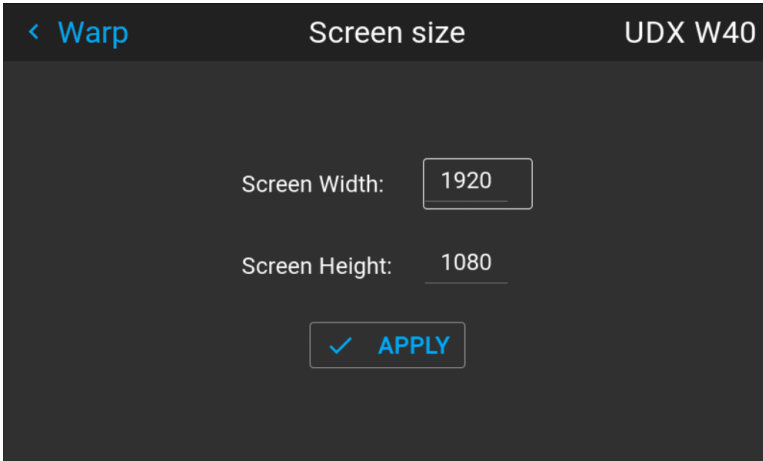 Warp Screen size UDX W40
Screen Width: 1920
Screen Height: 1080
APPLY